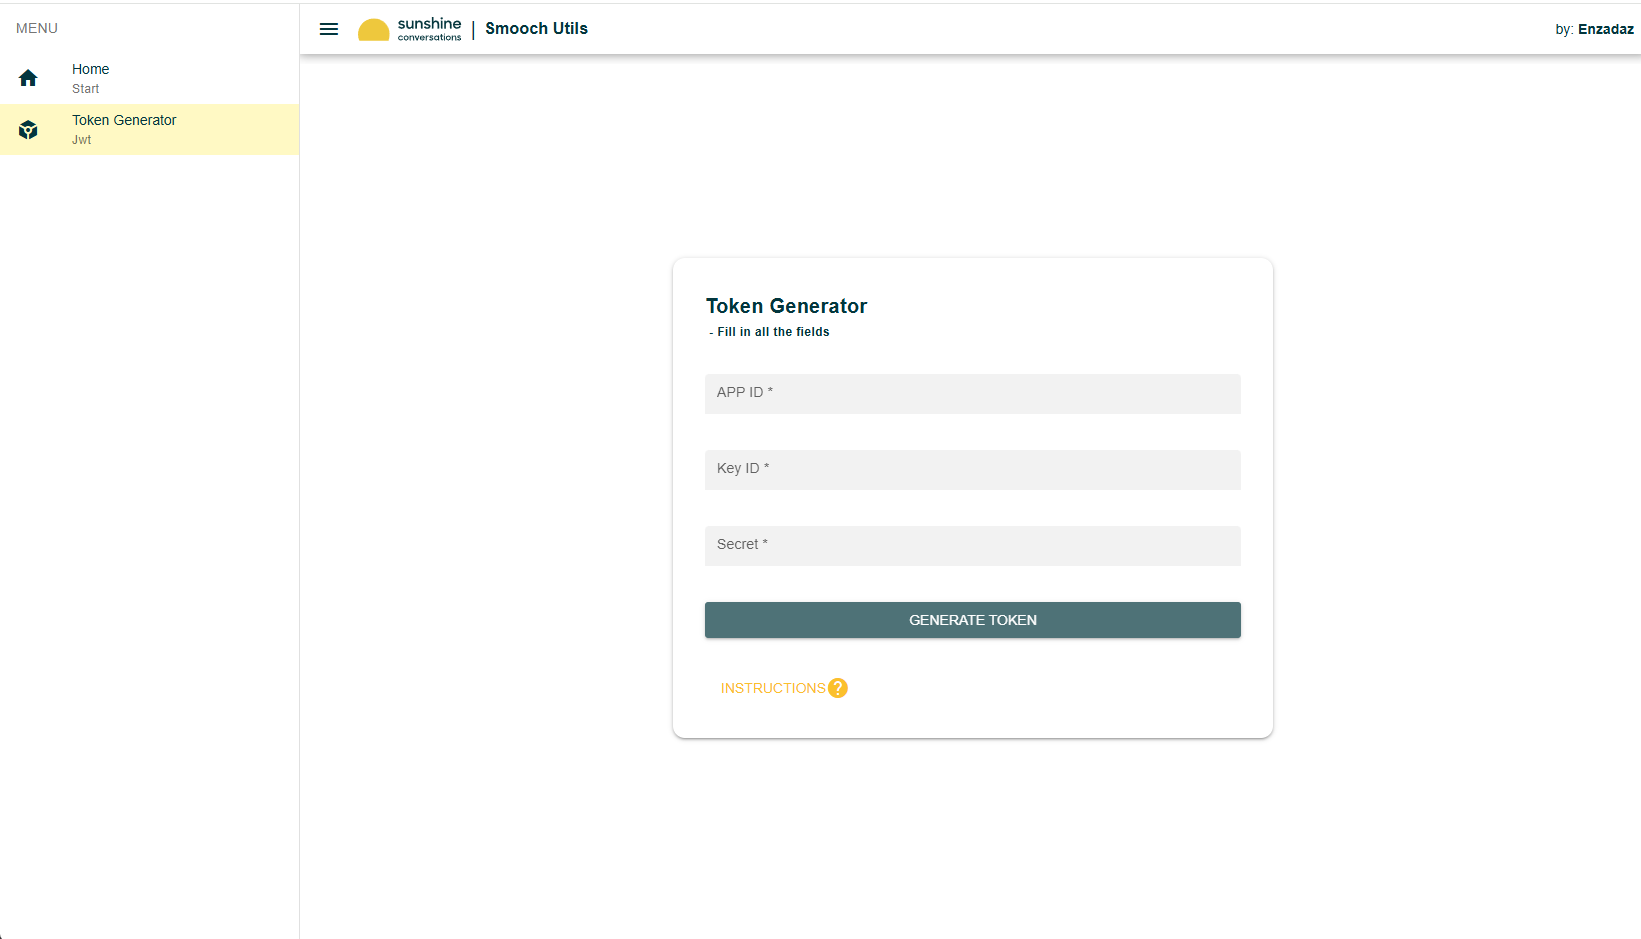 MENU
Home
Start
Token Generator
Jwt
sunshine
conversations
| Smooch Utils
by: Enzadaz
Token Generator
- Fill in all the fields
APP ID *
Key ID *
Secret *
GENERATE TOKEN
INSTRUCTIONS ?